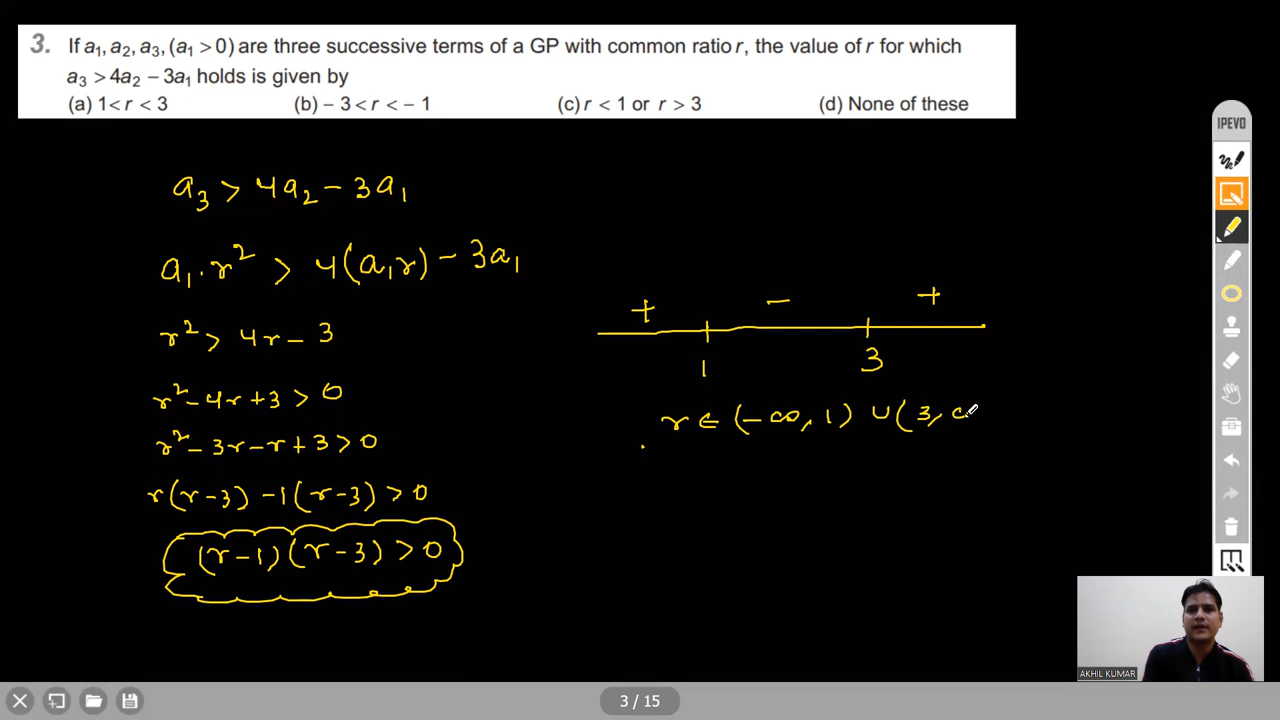 3. If a₁, a₂, a₃, (a₁ > 0) are three successive terms of a GP with common ratio r, the value of r for which
a₃ > 4a₂ − 3a₁ holds is given by
(a) 1 < r < 3 (b) − 3 < r < − 1 (c) r < 1 or r > 3 (d) None of these
a₃ > 4a₂ − 3a₁
a₁ · r² > 4(a₁r) − 3a₁
r² > 4r − 3
r² − 4r + 3 > 0
r² − 3r − r + 3 > 0
r(r − 3) − 1(r − 3) > 0
(r − 1)(r − 3) > 0
+ − +
1 3
r ∈ (−∞, 1) ∪ (3,
IPEVO
AKHIL KUMAR
3 / 15